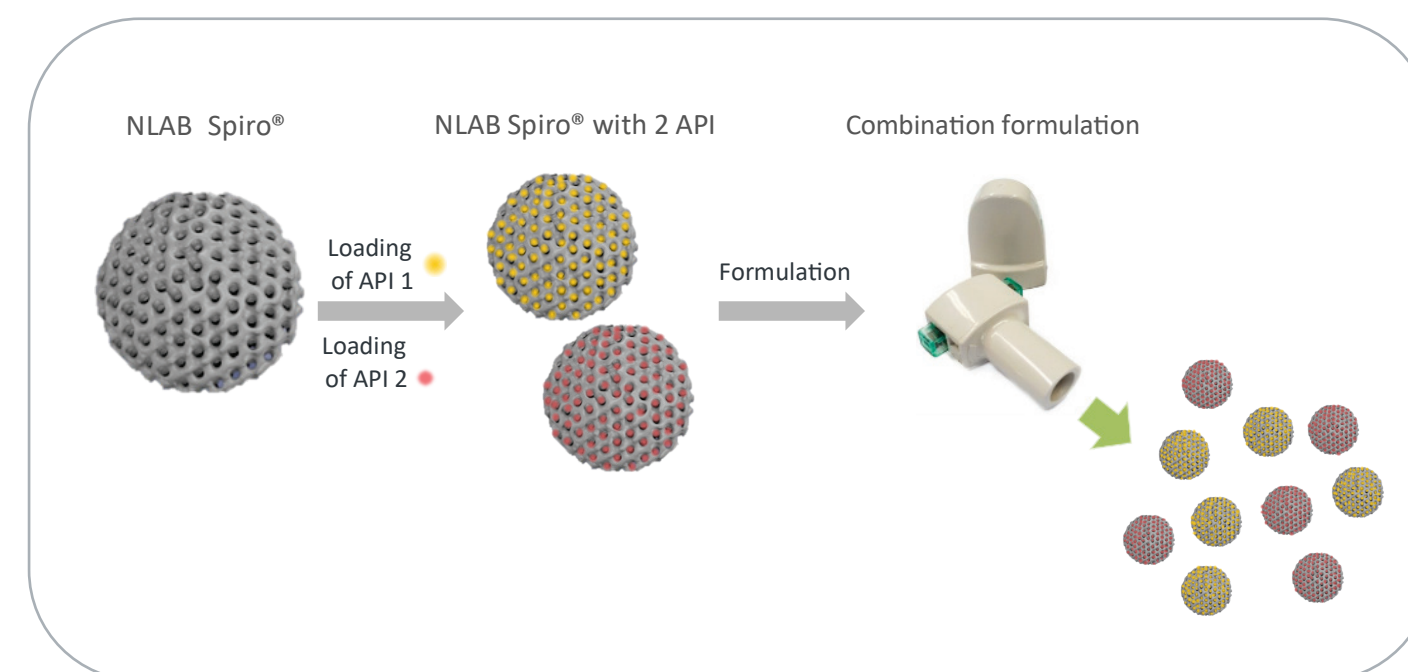 NLAB Spiro®
NLAB Spiro® with 2 API
Combination formulation
Loading
of API 1
Loading
of API 2
Formulation